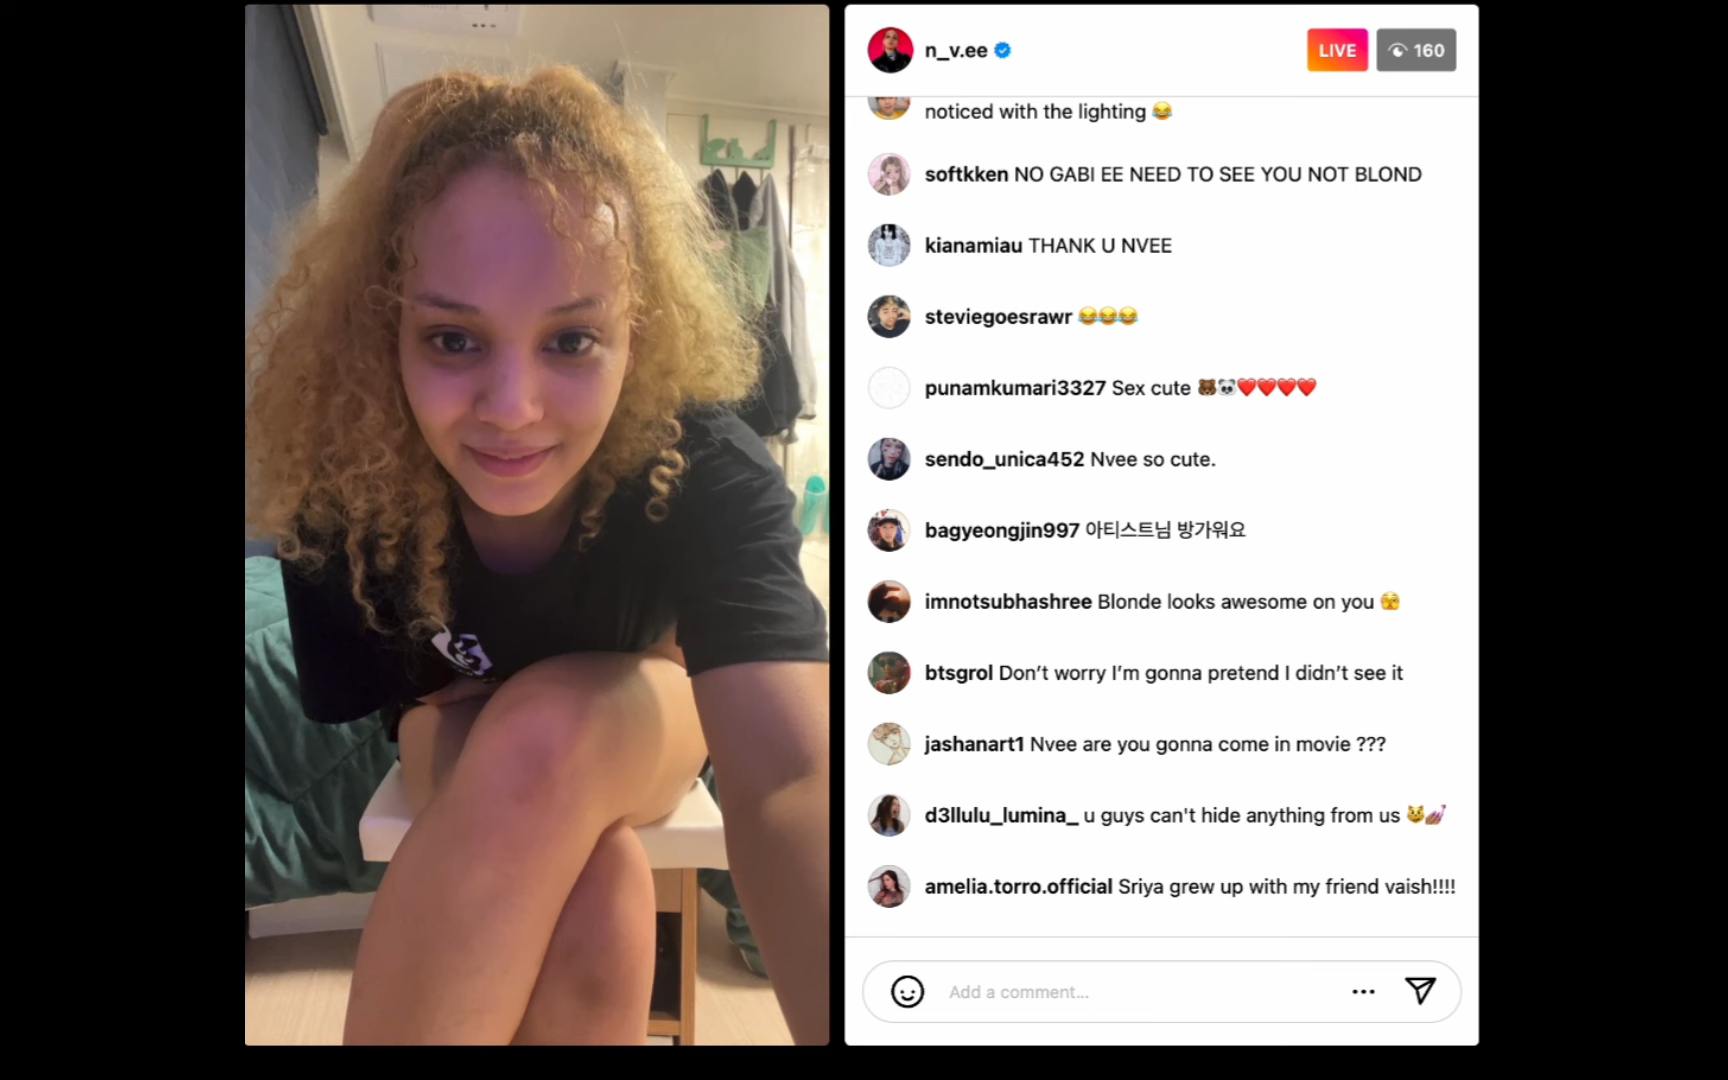 n_v.ee
LIVE
160
noticed with the lighting 😂
softkken NO GABI EE NEED TO SEE YOU NOT BLOND
kianamiau THANK U NVEE
steviegoesrawr 😂😂😂
punamkumari3327 Sex cute 🐻🐼❤️❤️❤️❤️
sendo_unica452 Nvee so cute.
bagyeongjin997 아티스트님 방가워요
imnotsubhashree Blonde looks awesome on you 🫣
btsgrol Don’t worry I’m gonna pretend I didn’t see it
jashanart1 Nvee are you gonna come in movie ???
d3llulu_lumina_ u guys can't hide anything from us 😼💅🏽
amelia.torro.official Sriya grew up with my friend vaish!!!!
Add a comment...